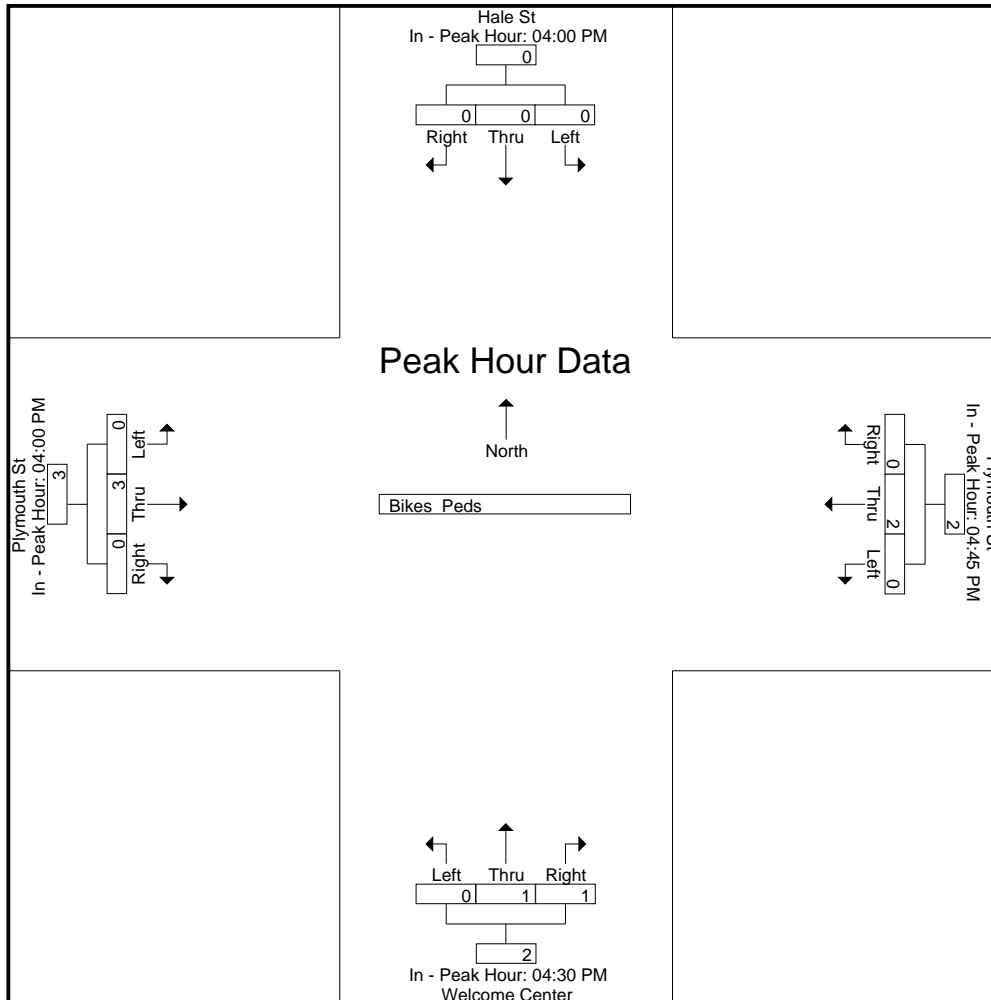 Hale St
In - Peak Hour: 04:00 PM
0
0 0 0
Right Thru Left
Peak Hour Data
North
Bikes Peds
Plymouth St
In - Peak Hour: 04:00 PM
3
0 3 0
Left Thru Right
Plymouth St
In - Peak Hour: 04:45 PM
2
0 2 0
Right Thru Left
Left Thru Right
0 1 1
2
In - Peak Hour: 04:30 PM
Welcome Center